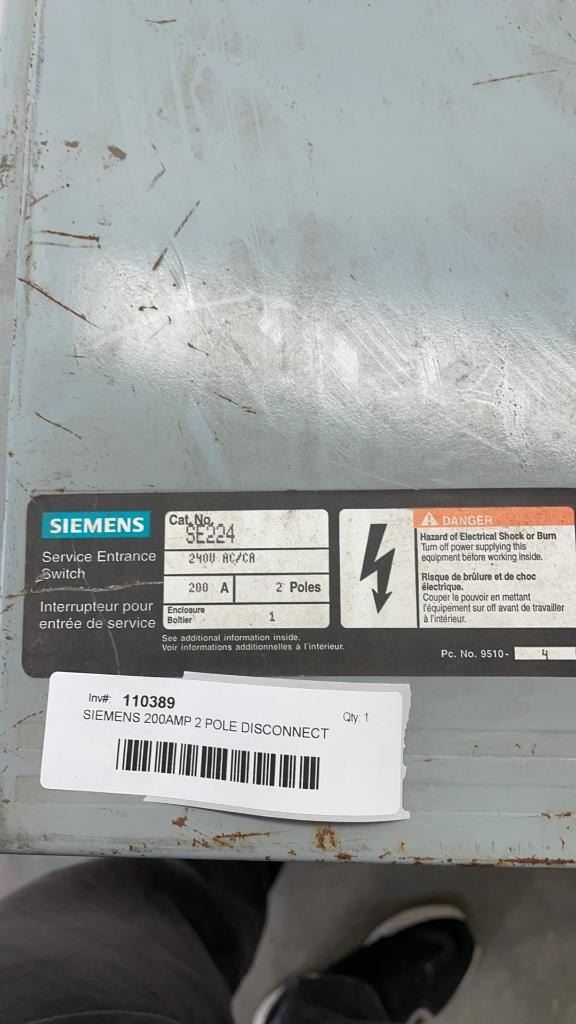 SIEMENS
Service Entrance
Switch
Interrupteur pour
entrée de service
Cat. No.
SE224
240V AC/CA
200 A 2 Poles
Enclosure
Boîtier 1
See additional information inside.
Voir informations additionnelles à l'interieur.
DANGER
Hazard of Electrical Shock or Burn
Turn off power supplying this
equipment before working inside.
Risque de brûlure et de choc
électrique.
Couper le pouvoir en mettant
l'équipement sur off avant de travailler
à l'intérieur.
Pc. No. 9510- 4
Inv#: 110389
SIEMENS 200AMP 2 POLE DISCONNECT
Qty: 1